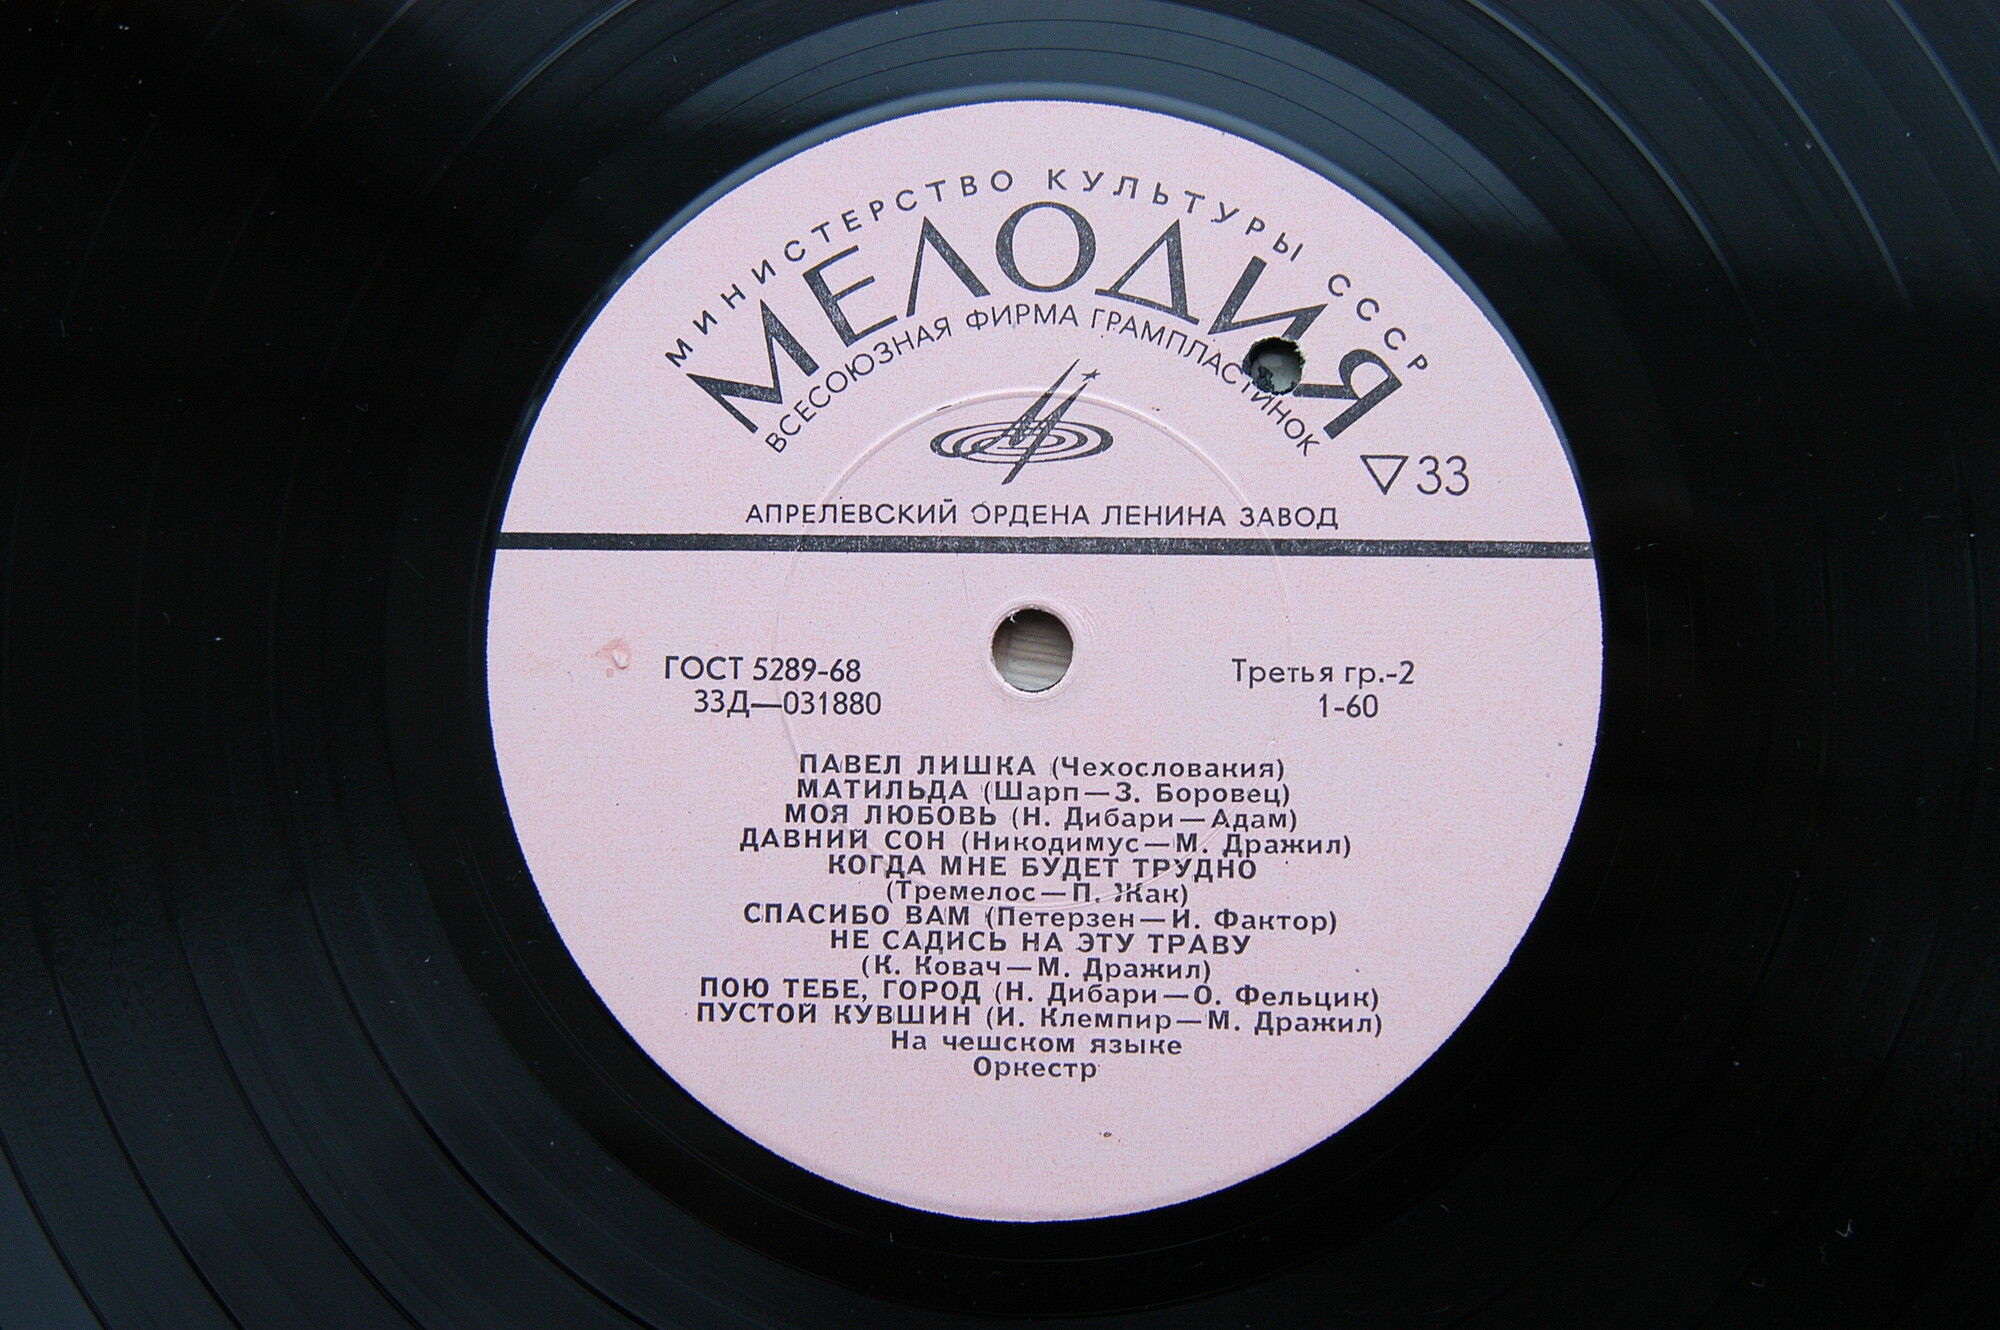 МИНИСТЕРСТВО КУЛЬТУРЫ СССР
МЕЛОДИЯ
ВСЕСОЮЗНАЯ ФИРМА ГРАМПЛАСТИНОК
▽33
АПРЕЛЕВСКИЙ ОРДЕНА ЛЕНИНА ЗАВОД
ГОСТ 5289-68
33Д—031880
Третья гр.-2
1-60
ПАВЕЛ ЛИШКА (Чехословакия)
МАТИЛЬДА (Шарп—З. Боровец)
МОЯ ЛЮБОВЬ (Н. Дибари—Адам)
ДАВНИЙ СОН (Никодимус—М. Дражил)
КОГДА МНЕ БУДЕТ ТРУДНО
(Тремелос—П. Жак)
СПАСИБО ВАМ (Петерзен—И. Фактор)
НЕ САДИСЬ НА ЭТУ ТРАВУ
(К. Ковач—М. Дражил)
ПОЮ ТЕБЕ, ГОРОД (Н. Дибари—О. Фельцик)
ПУСТОЙ КУВШИН (И. Клемпир—М. Дражил)
На чешском языке
Оркестр